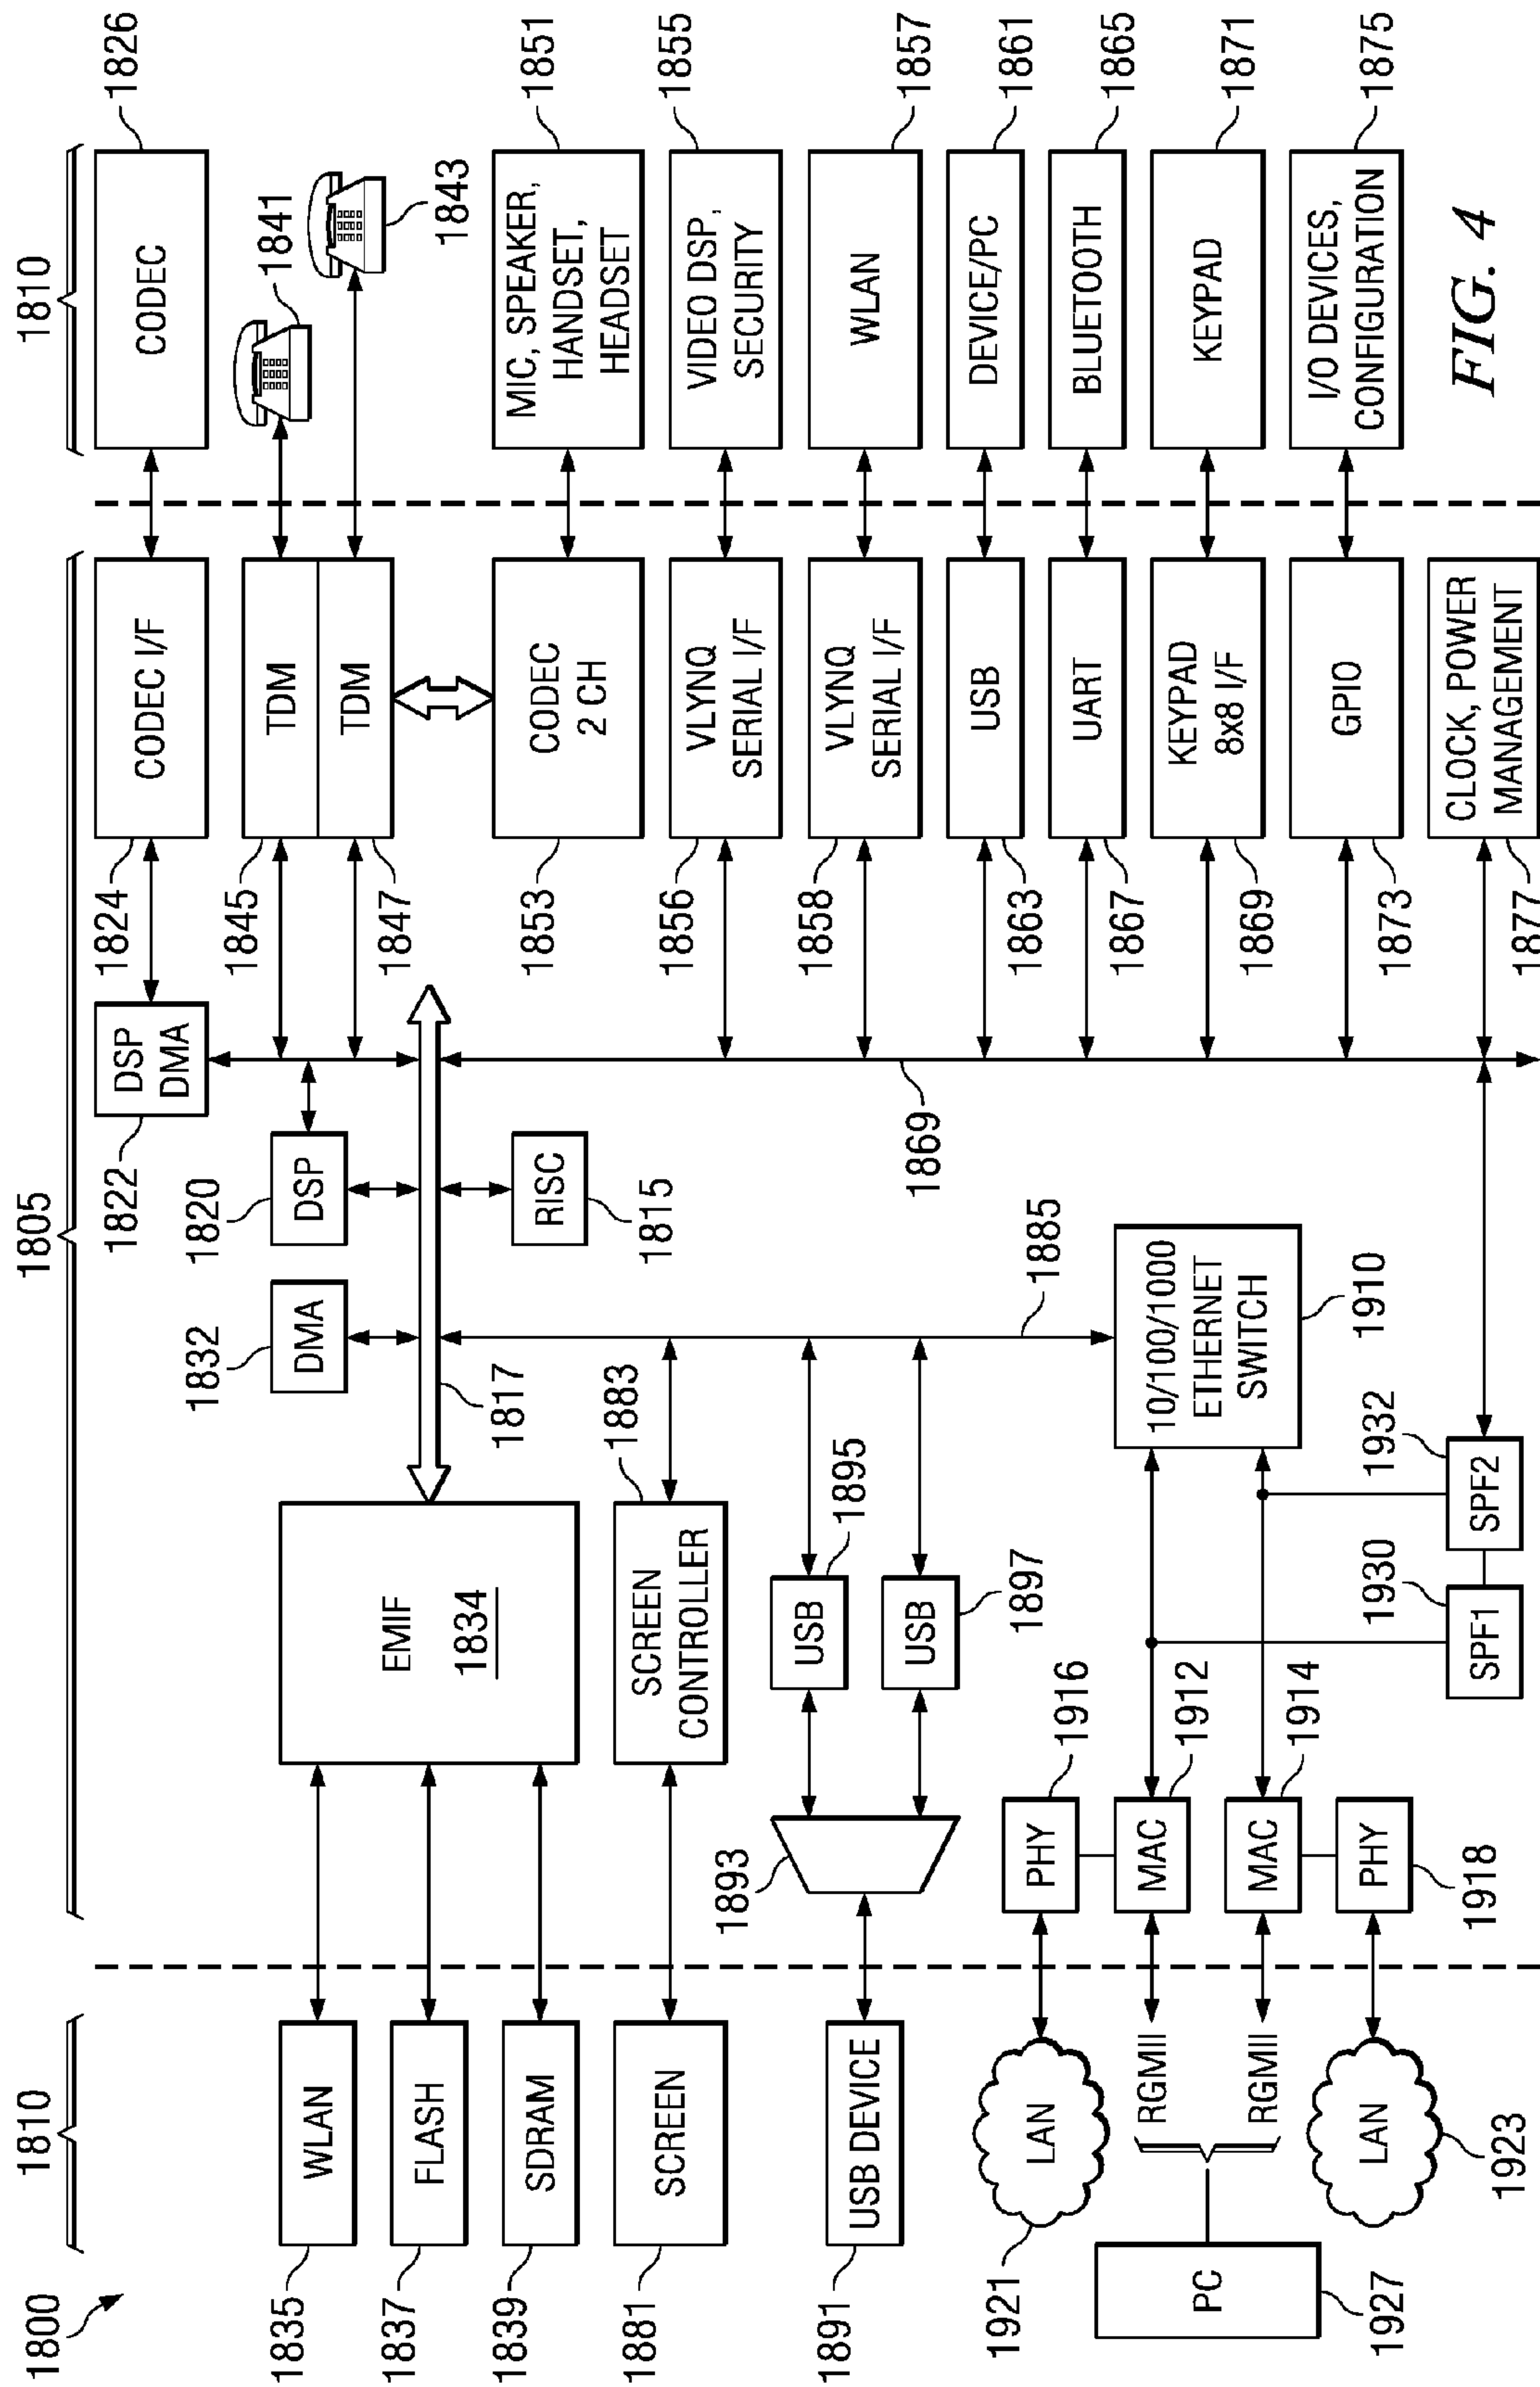 1800
1810
1805
1810
WLAN
1835
FLASH
1837
SDRAM
1839
SCREEN
1881
USB DEVICE
1891
LAN
1921
RGMII
RGMII
PC
1927
LAN
1923
EMIF
1834
SCREEN
CONTROLLER
1883
1893
USB
1895
USB
1897
PHY
1916
MAC
1912
MAC
1914
PHY
1918
SPF1
1930
SPF2
1932
10/100/1000
ETHERNET
SWITCH
1910
1885
1817
DMA
1832
DSP
1820
RISC
1815
DSP
DMA
1822
1869
CODEC I/F
1824
TDM
1845
TDM
1847
CODEC
2 CH
1853
VLYNQ
SERIAL I/F
1856
VLYNQ
SERIAL I/F
1858
USB
1863
UART
1867
KEYPAD
8x8 I/F
1869
GPIO
1873
CLOCK, POWER
MANAGEMENT
1877
CODEC
1826
1841
1843
MIC, SPEAKER,
HANDSET,
HEADSET
1851
VIDEO DSP,
SECURITY
1855
WLAN
1857
DEVICE/PC
1861
BLUETOOTH
1865
KEYPAD
1871
I/O DEVICES,
CONFIGURATION
1875
FIG. 4